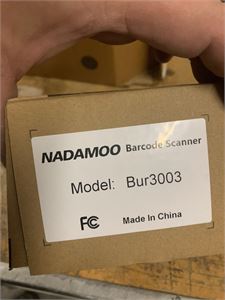 NADAMOO Barcode Scanner
Model: Bur3003
FC Made In China